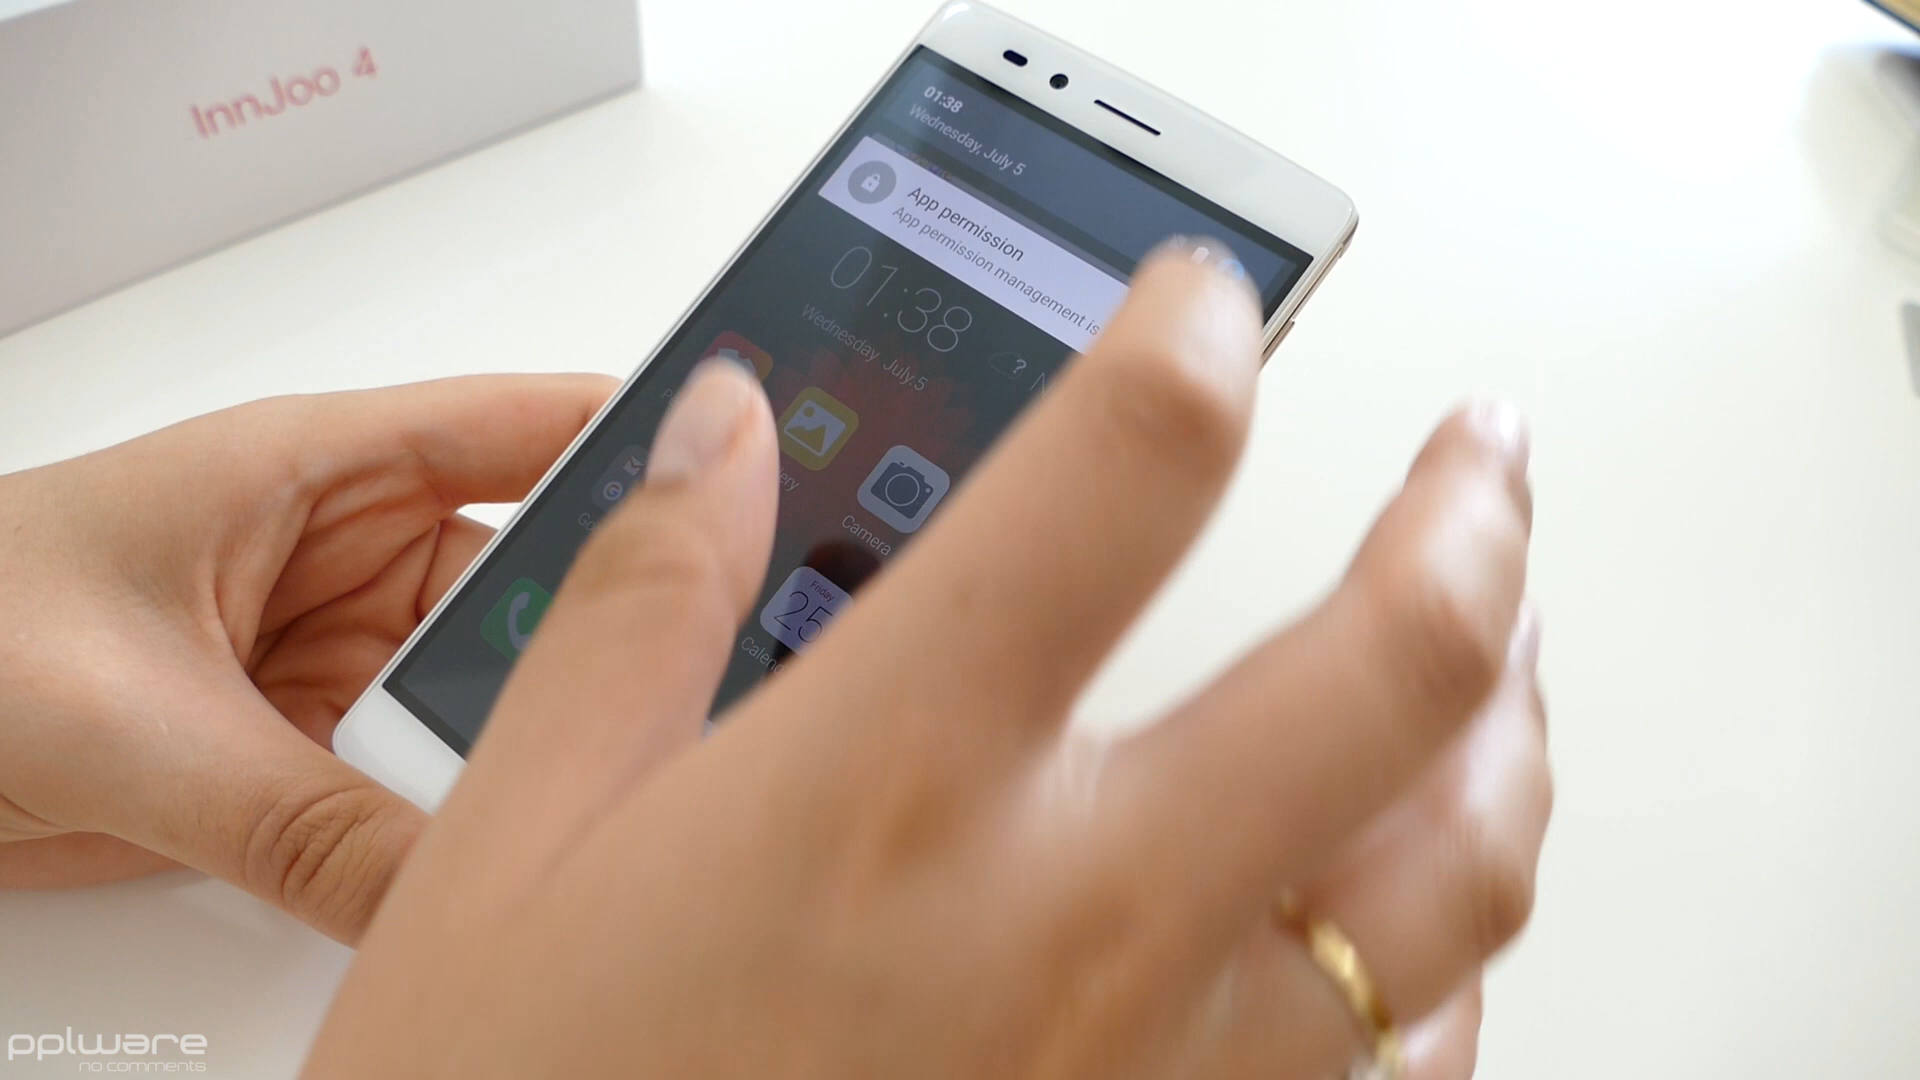 InnJoo 4
01:38
Wednesday, July 5
App permission
App permission management is
01:38
Wednesday July.5
?
Camera
Friday
25
pplware
no comments